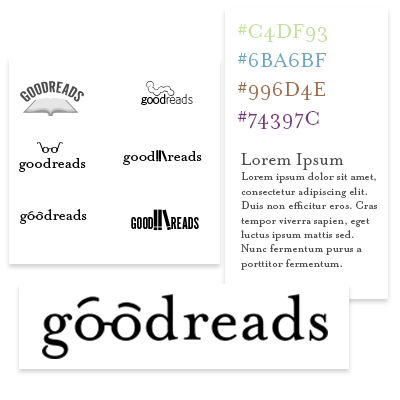 GOODREADS
goodreads
goodreads
goodreads
goodreads
GOOD READS
#C4DF93
#6BA6BF
#996D4E
#74397C
Lorem Ipsum
Lorem ipsum dolor sit amet,
consectetur adipiscing elit.
Duis non efficitur eros. Cras
tempor viverra sapien, eget
luctus ipsum mattis sed.
Nunc fermentum purus a
porttitor fermentum.
goodreads